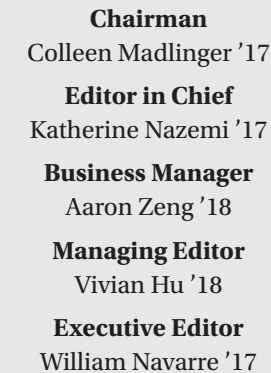 Chairman
Colleen Madlinger ’17
Editor in Chief
Katherine Nazemi ’17
Business Manager
Aaron Zeng ’18
Managing Editor
Vivian Hu ’18
Executive Editor
William Navarre ’17